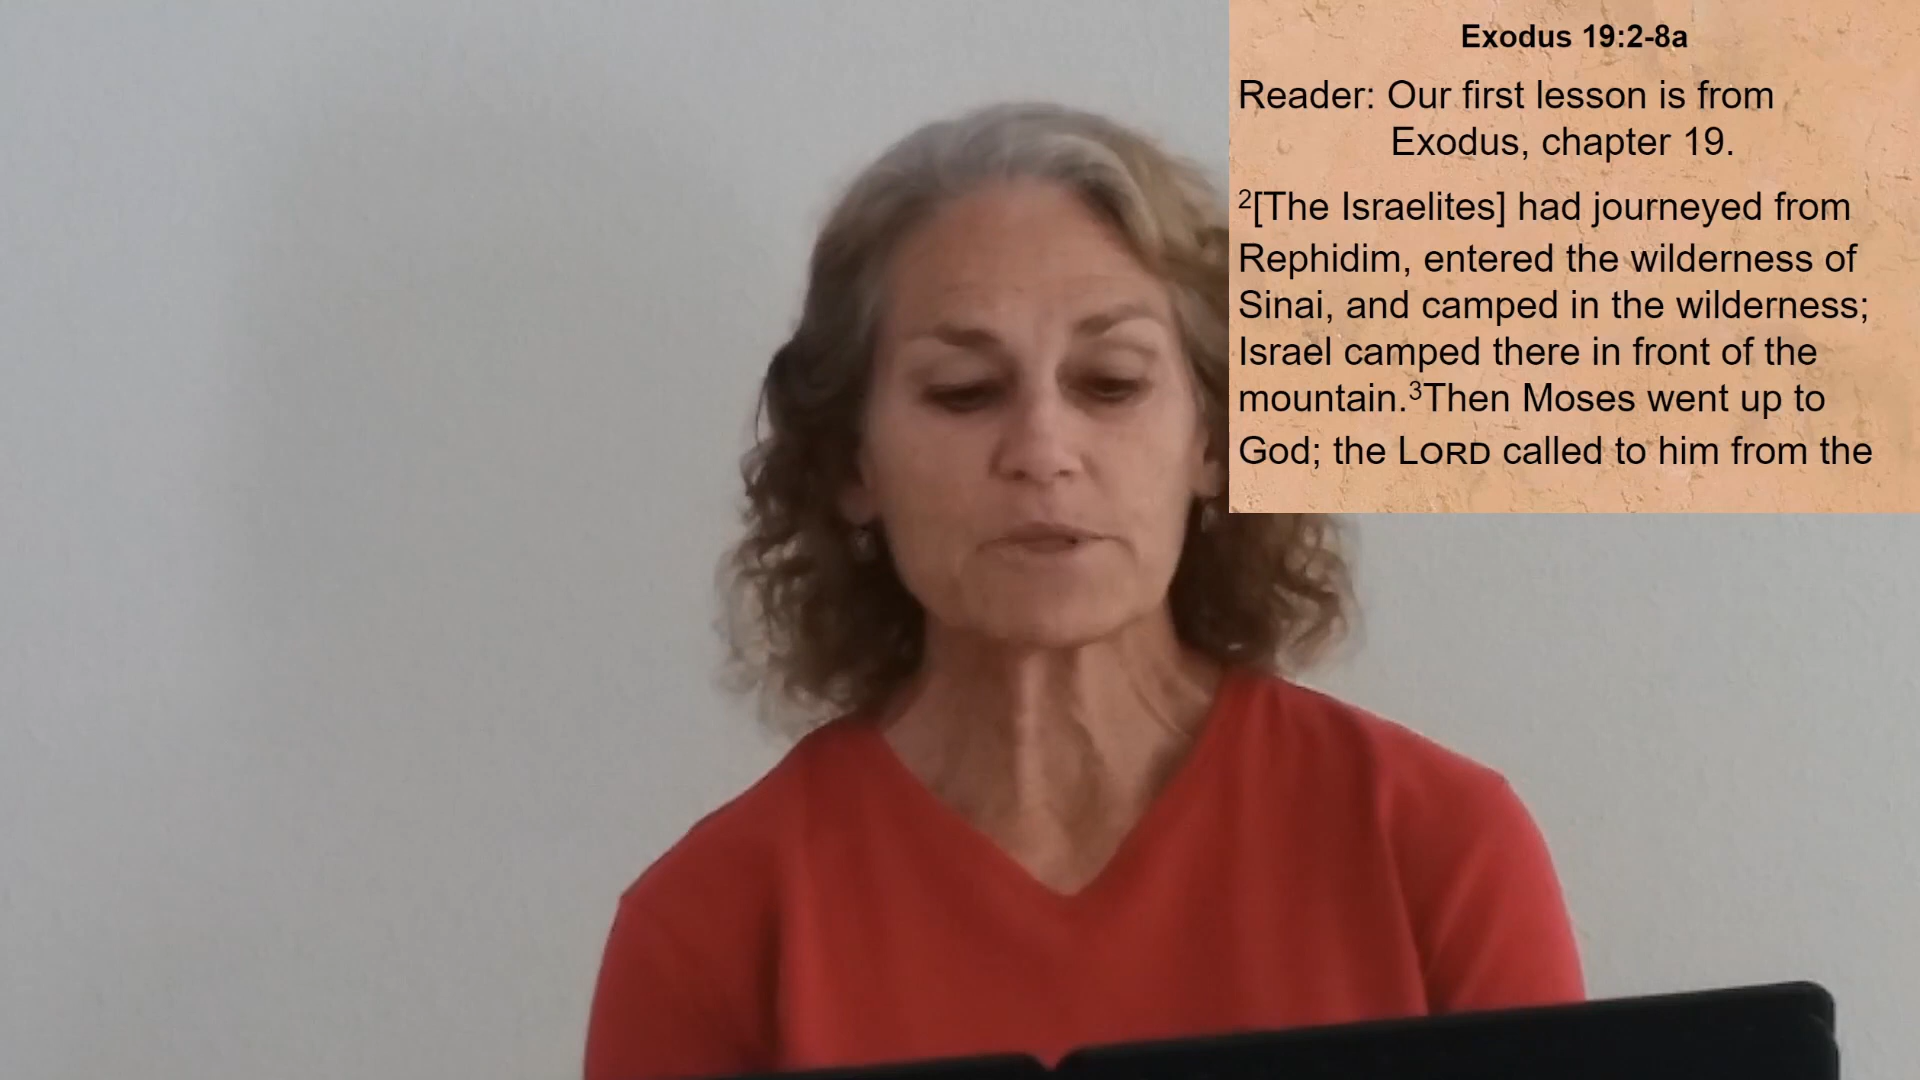 Exodus 19:2-8a
Reader: Our first lesson is from
Exodus, chapter 19.
²[The Israelites] had journeyed from
Rephidim, entered the wilderness of
Sinai, and camped in the wilderness;
Israel camped there in front of the
mountain.³Then Moses went up to
God; the LORD called to him from the